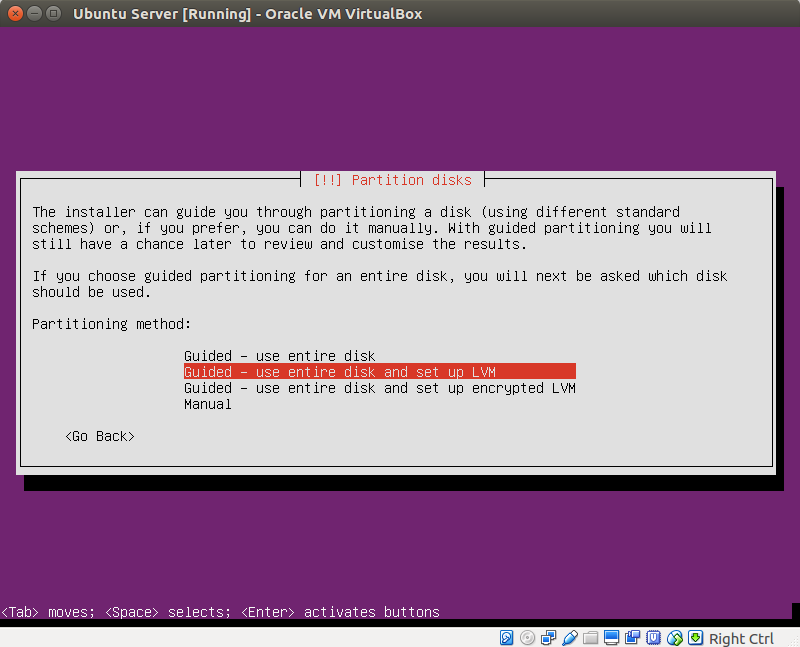 Ubuntu Server [Running] - Oracle VM VirtualBox
[!!] Partition disks
The installer can guide you through partitioning a disk (using different standard
schemes) or, if you prefer, you can do it manually. With guided partitioning you will
still have a chance later to review and customise the results.
If you choose guided partitioning for an entire disk, you will next be asked which disk
should be used.
Partitioning method:
Guided - use entire disk
Guided - use entire disk and set up LVM
Guided - use entire disk and set up encrypted LVM
Manual
<Go Back>
<Tab> moves; <Space> selects; <Enter> activates buttons
Right Ctrl